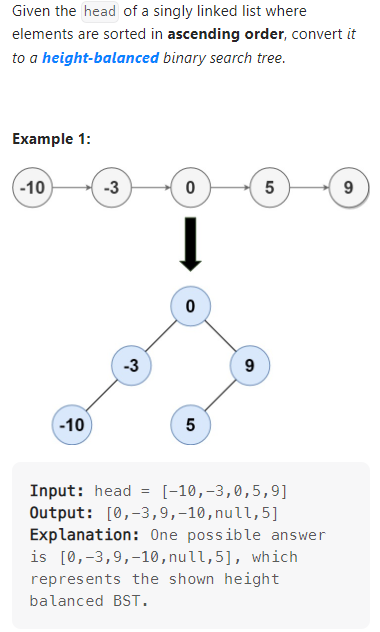 Given the head of a singly linked list where
elements are sorted in ascending order, convert it
to a height-balanced binary search tree.
Example 1:
-10 -3 0 5 9
0
-3 9
-10 5
Input: head = [-10,-3,0,5,9]
Output: [0,-3,9,-10,null,5]
Explanation: One possible answer
is [0,-3,9,-10,null,5], which
represents the shown height
balanced BST.